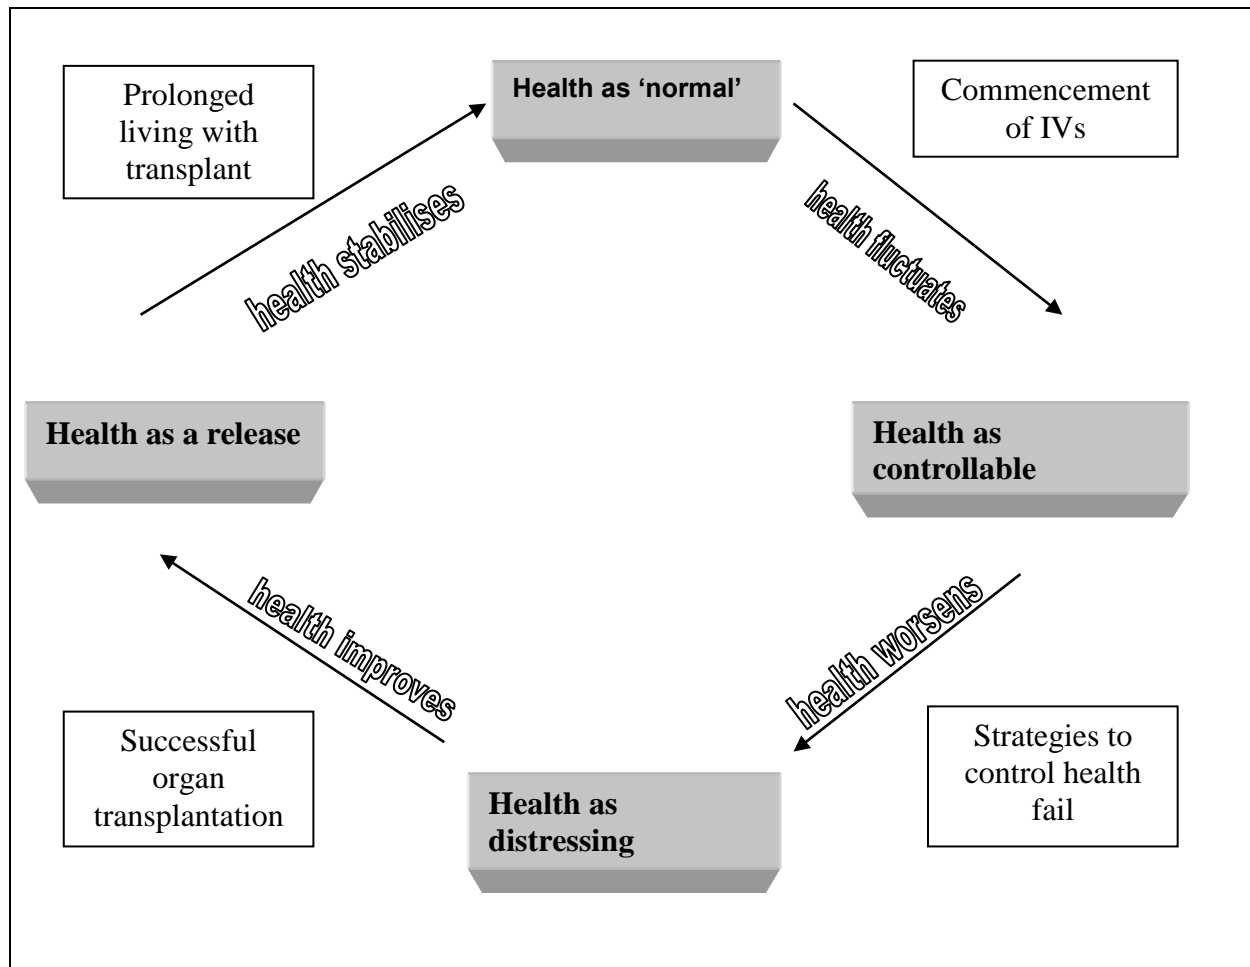 Prolonged
living with
transplant
Health as ‘normal’
Commencement
of IVs
health stabilises
health fluctuates
Health as a release
Health as
controllable
health improves
health worsens
Successful
organ
transplantation
Health as
distressing
Strategies to
control health
fail